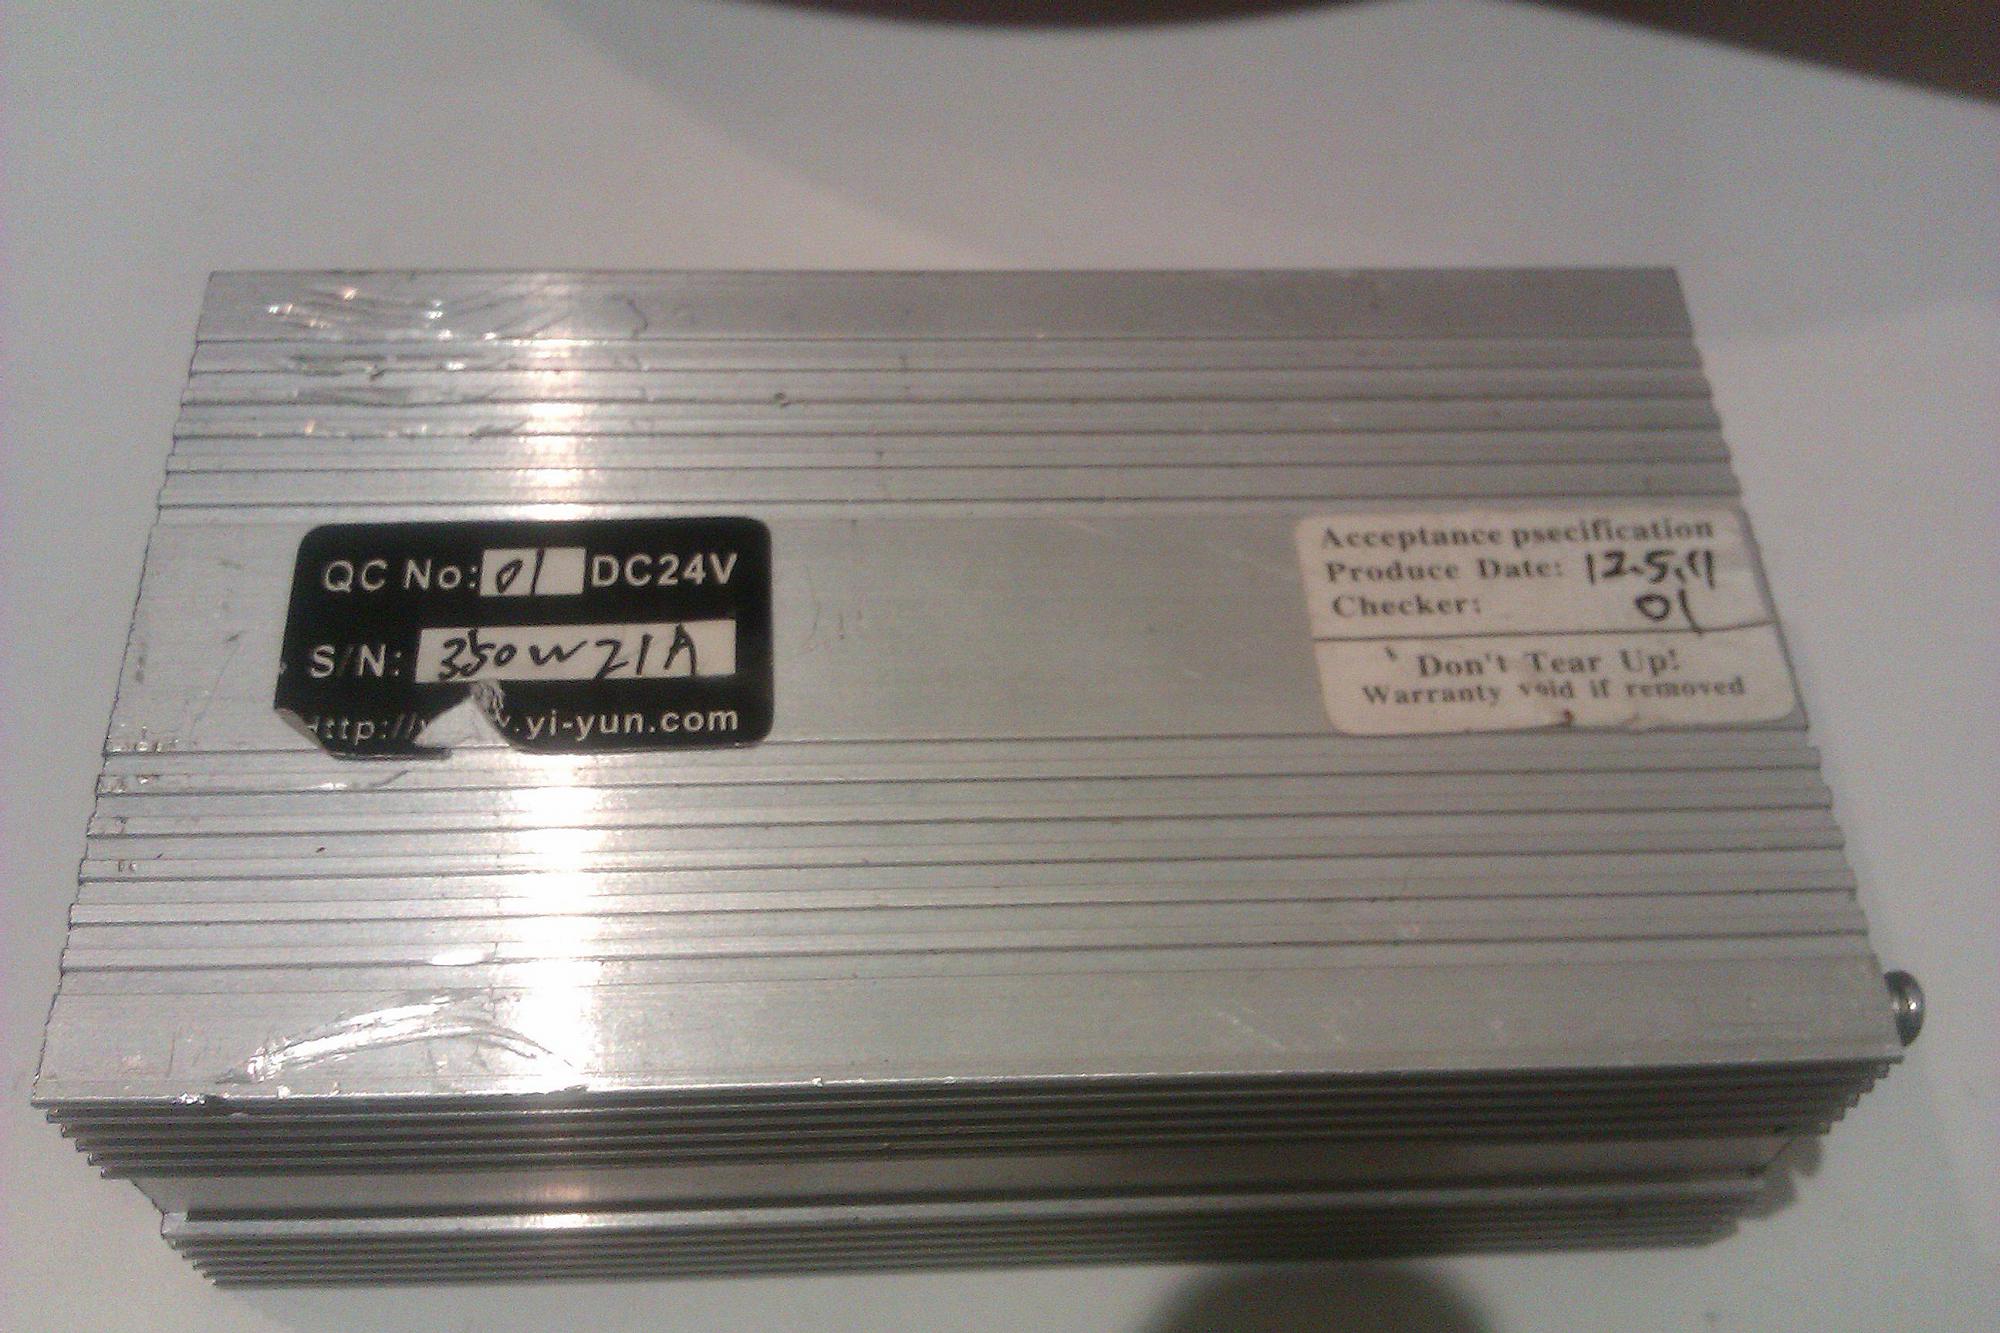 QC No: 01 DC24V
S/N: 350W21A
Http:// .yi-yun.com
Acceptance psecification
Produce Date: 12.5.11
Checker: 01
Don't Tear Up!
Warranty void if removed